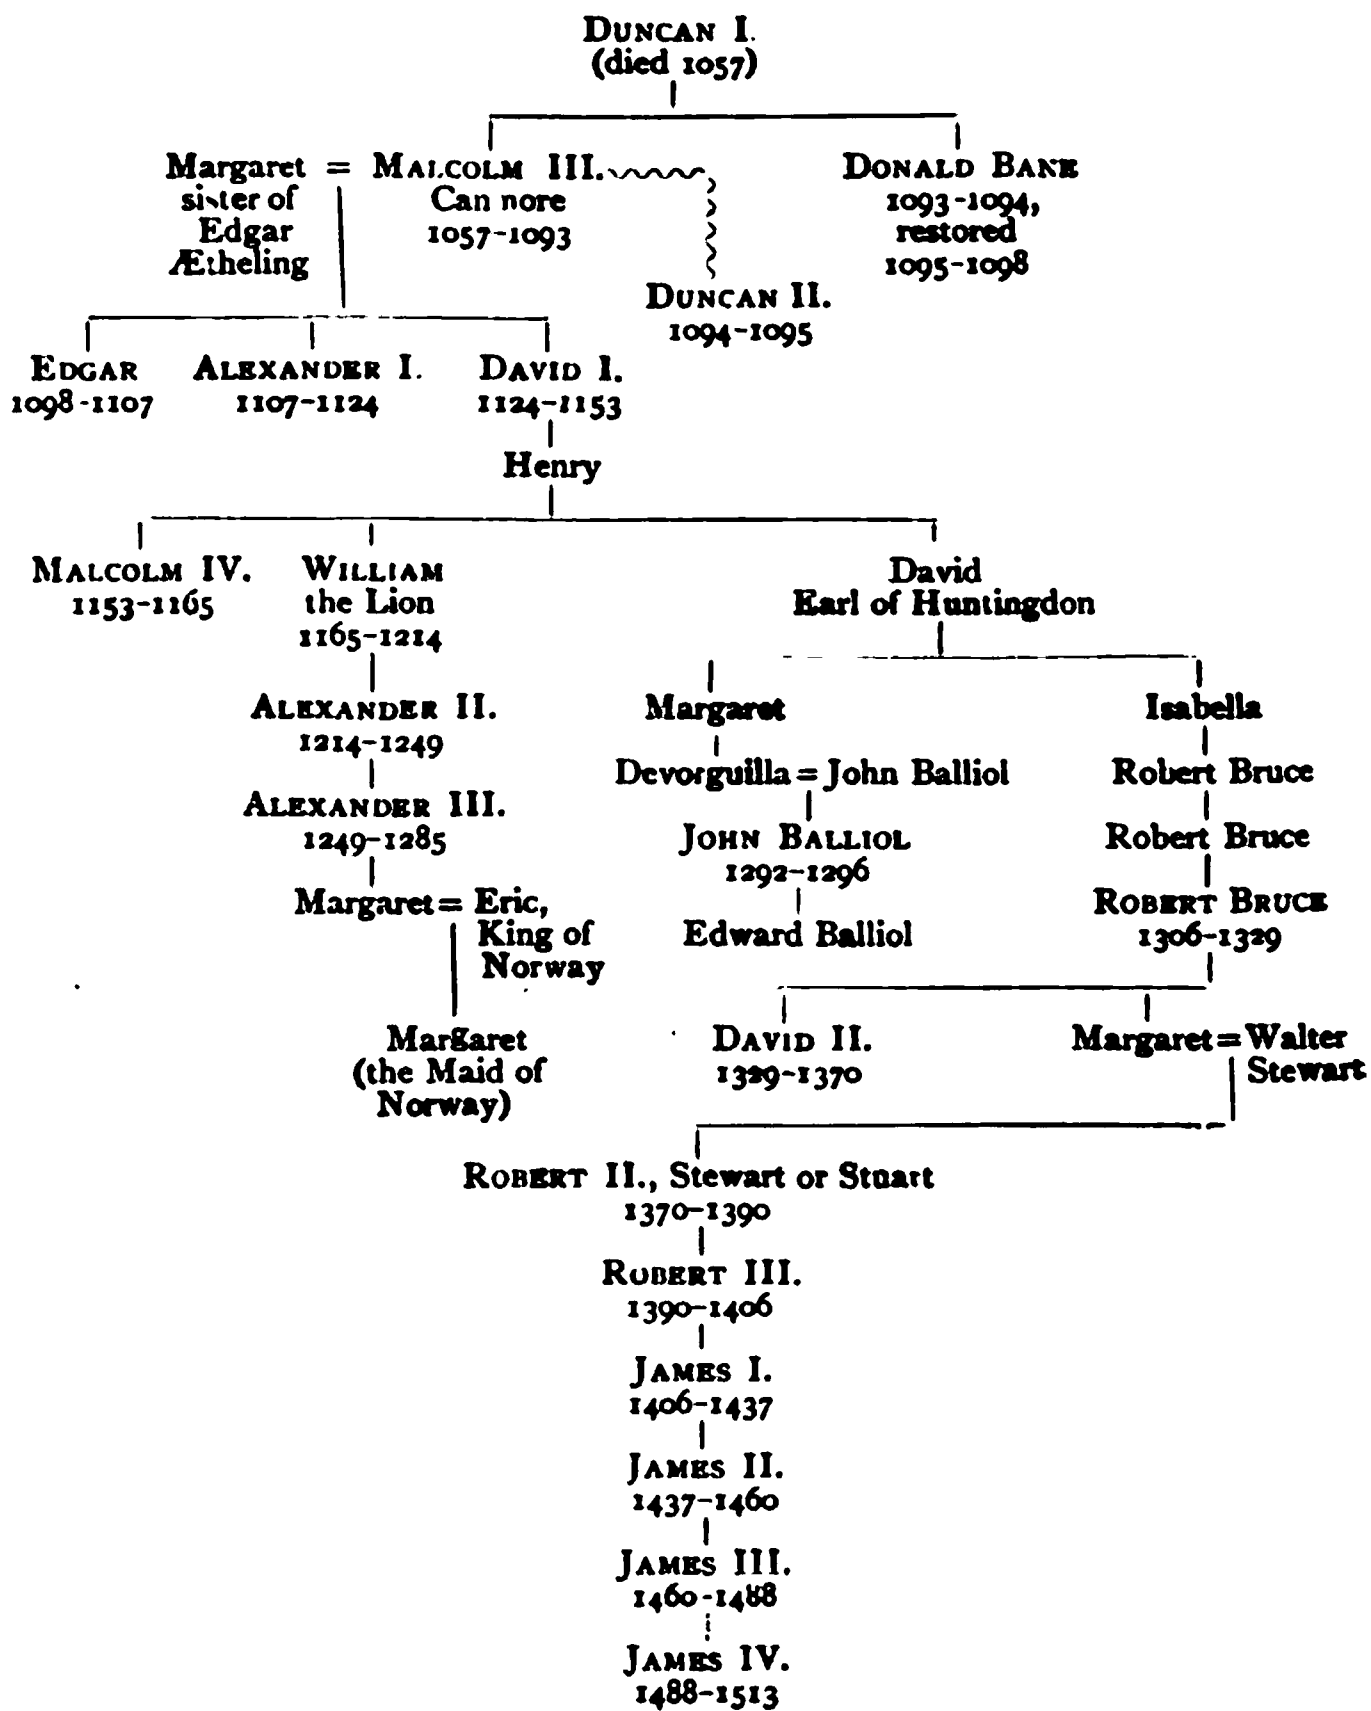 DUNCAN I.
(died 1057)
Margaret = MALCOLM III.
sister of
Edgar
Ætheling
Can nore
1057-1093
DONALD BANE
1093-1094,
restored
1095-1098
DUNCAN II.
1094-1095
EDGAR
1098-1107
ALEXANDER I.
1107-1124
DAVID I.
1124-1153
Henry
MALCOLM IV.
1153-1165
WILLIAM
the Lion
1165-1214
David
Earl of Huntingdon
ALEXANDER II.
1214-1249
Margaret
Isabella
Devorguilla = John Balliol
Robert Bruce
ALEXANDER III.
1249-1285
JOHN BALLIOL
1292-1296
Robert Bruce
Margaret = Eric,
King of
Norway
Edward Balliol
ROBERT BRUCE
1306-1329
Margaret
(the Maid of
Norway)
DAVID II.
1329-1370
Margaret = Walter
Stewart
ROBERT II., Stewart or Stuart
1370-1390
ROBERT III.
1390-1406
JAMES I.
1406-1437
JAMES II.
1437-1460
JAMES III.
1460-1488
JAMES IV.
1488-1513